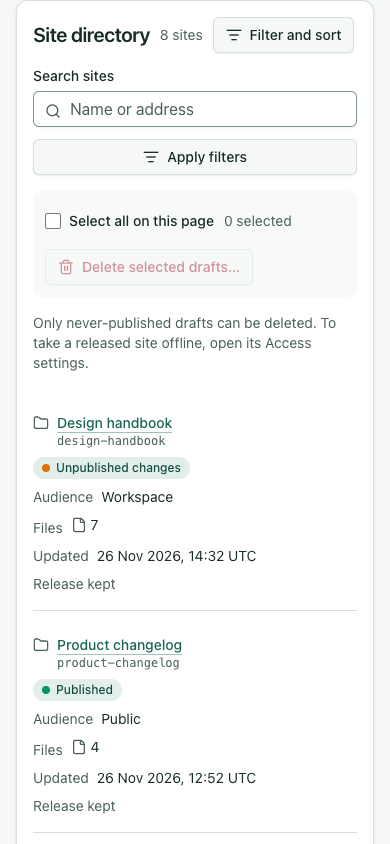 Site directory 8 sites Filter and sort
Search sites
Name or address
Apply filters
Select all on this page 0 selected
Delete selected drafts...
Only never-published drafts can be deleted. To
take a released site offline, open its Access
settings.
Design handbook
design-handbook
Unpublished changes
Audience Workspace
Files 7
Updated 26 Nov 2026, 14:32 UTC
Release kept
Product changelog
product-changelog
Published
Audience Public
Files 4
Updated 26 Nov 2026, 12:52 UTC
Release kept